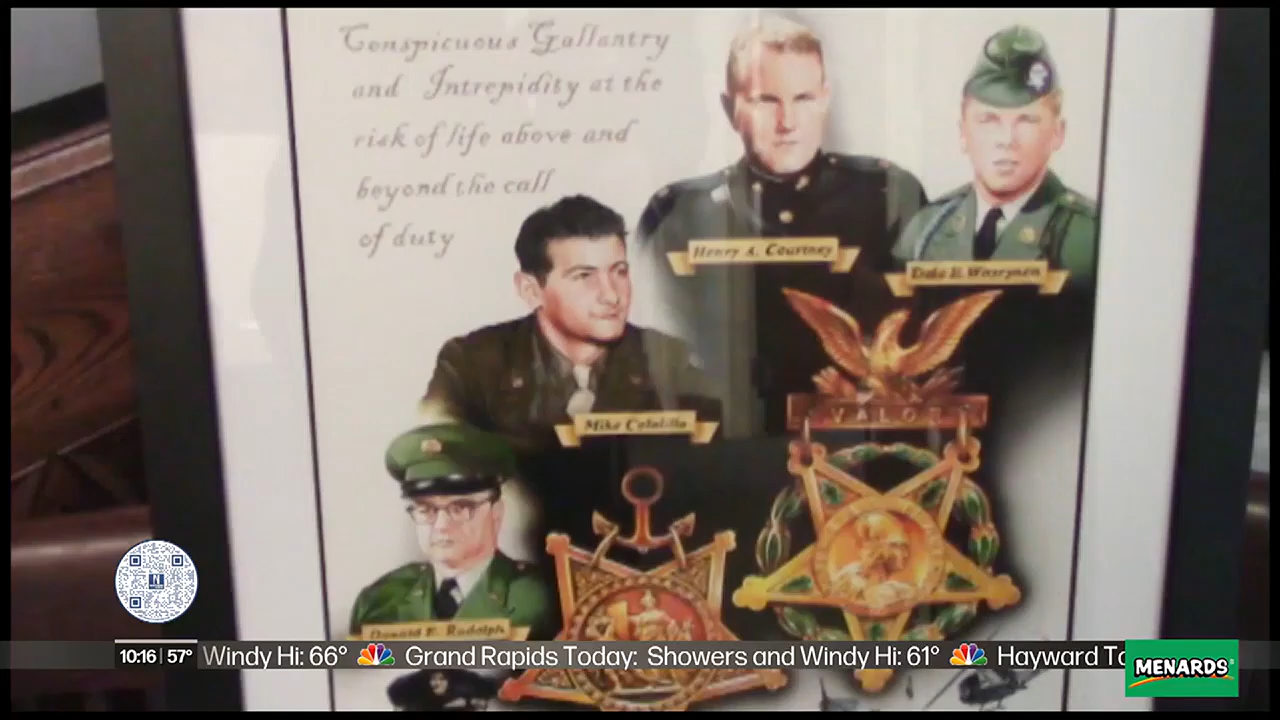 Conspicuous Gallantry
and Intrepidity at the
risk of life above and
beyond the call
of duty
Henry A. Courtney
Dale E. Wayrynen
Mike Colalillo
VALOR
Donald E. Rudolph
10:16 57° Windy Hi: 66° Grand Rapids Today: Showers and Windy Hi: 61° Hayward To
MENARDS